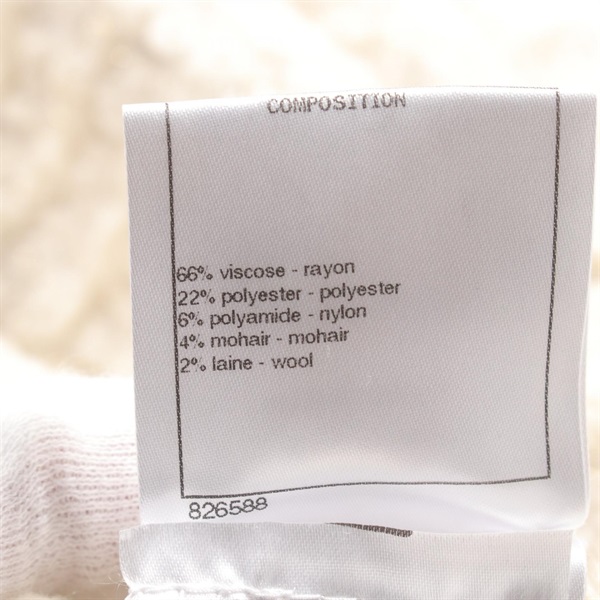 COMPOSITION
66% viscose - rayon
22% polyester - polyester
6% polyamide - nylon
4% mohair - mohair
2% laine - wool
826588